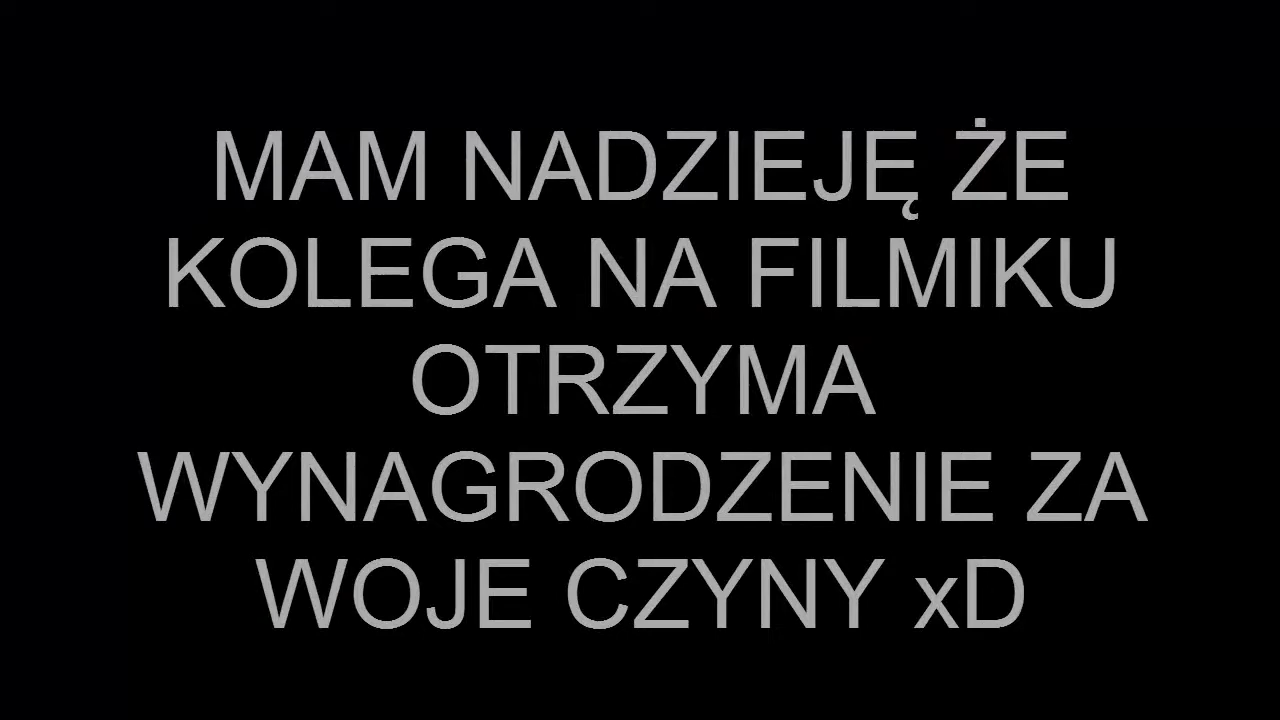 MAM NADZIEJĘ ŻE
KOLEGA NA FILMIKU
OTRZYMA
WYNAGRODZENIE ZA
WOJE CZYNY xD